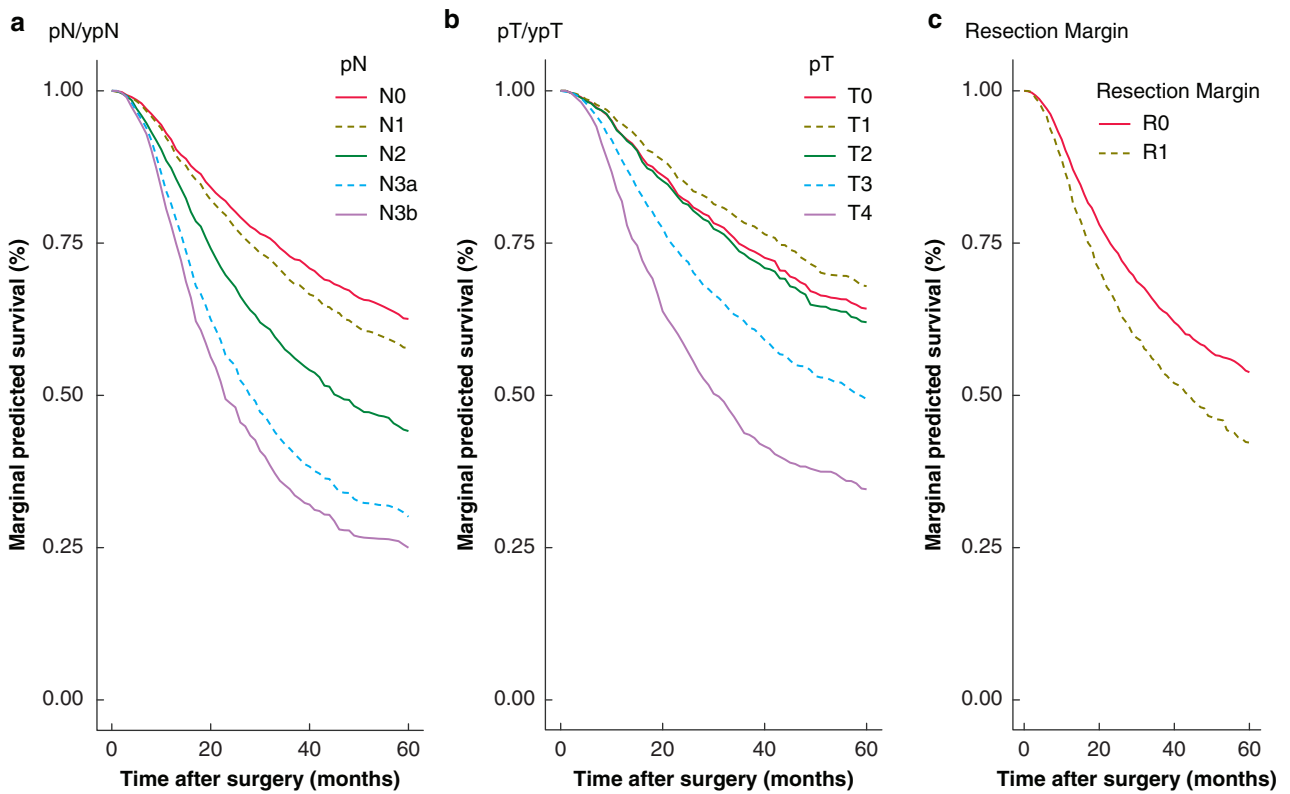 a
pN/ypN
pN
N0
N1
N2
N3a
N3b
1.00
0.75
0.50
0.25
0.00
Marginal predicted survival (%)
0 20 40 60
Time after surgery (months)
b
pT/ypT
pT
T0
T1
T2
T3
T4
1.00
0.75
0.50
0.25
0.00
Marginal predicted survival (%)
0 20 40 60
Time after surgery (months)
c
Resection Margin
Resection Margin
R0
R1
1.00
0.75
0.50
0.25
0.00
Marginal predicted survival (%)
0 20 40 60
Time after surgery (months)